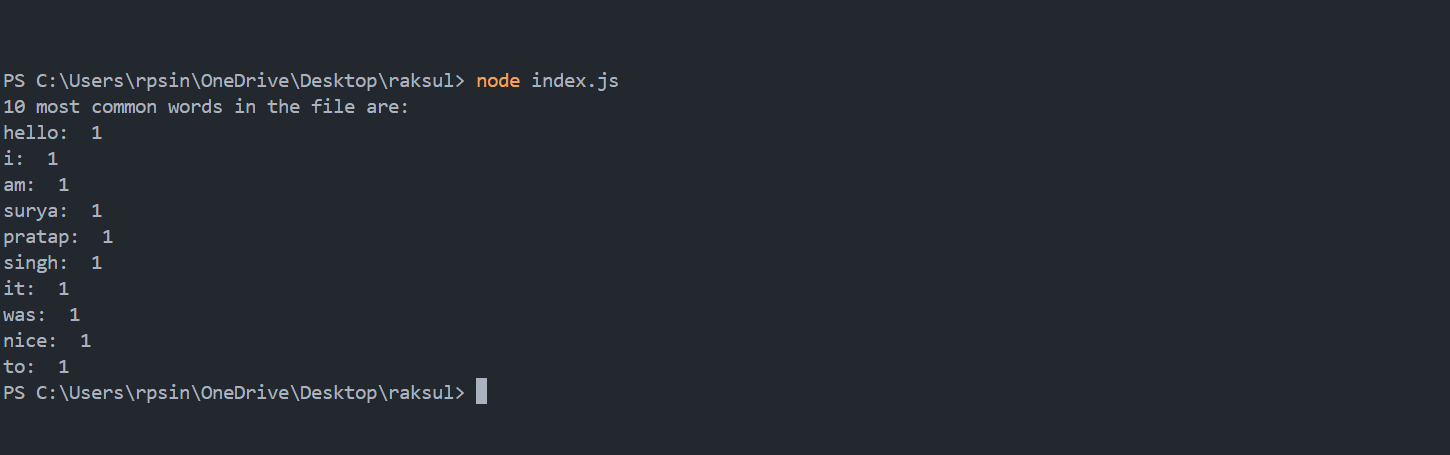 PS C:\Users\rpsin\OneDrive\Desktop\raksul> node index.js
10 most common words in the file are:
hello:  1
i:  1
am:  1
surya:  1
pratap:  1
singh:  1
it:  1
was:  1
nice:  1
to:  1
PS C:\Users\rpsin\OneDrive\Desktop\raksul>